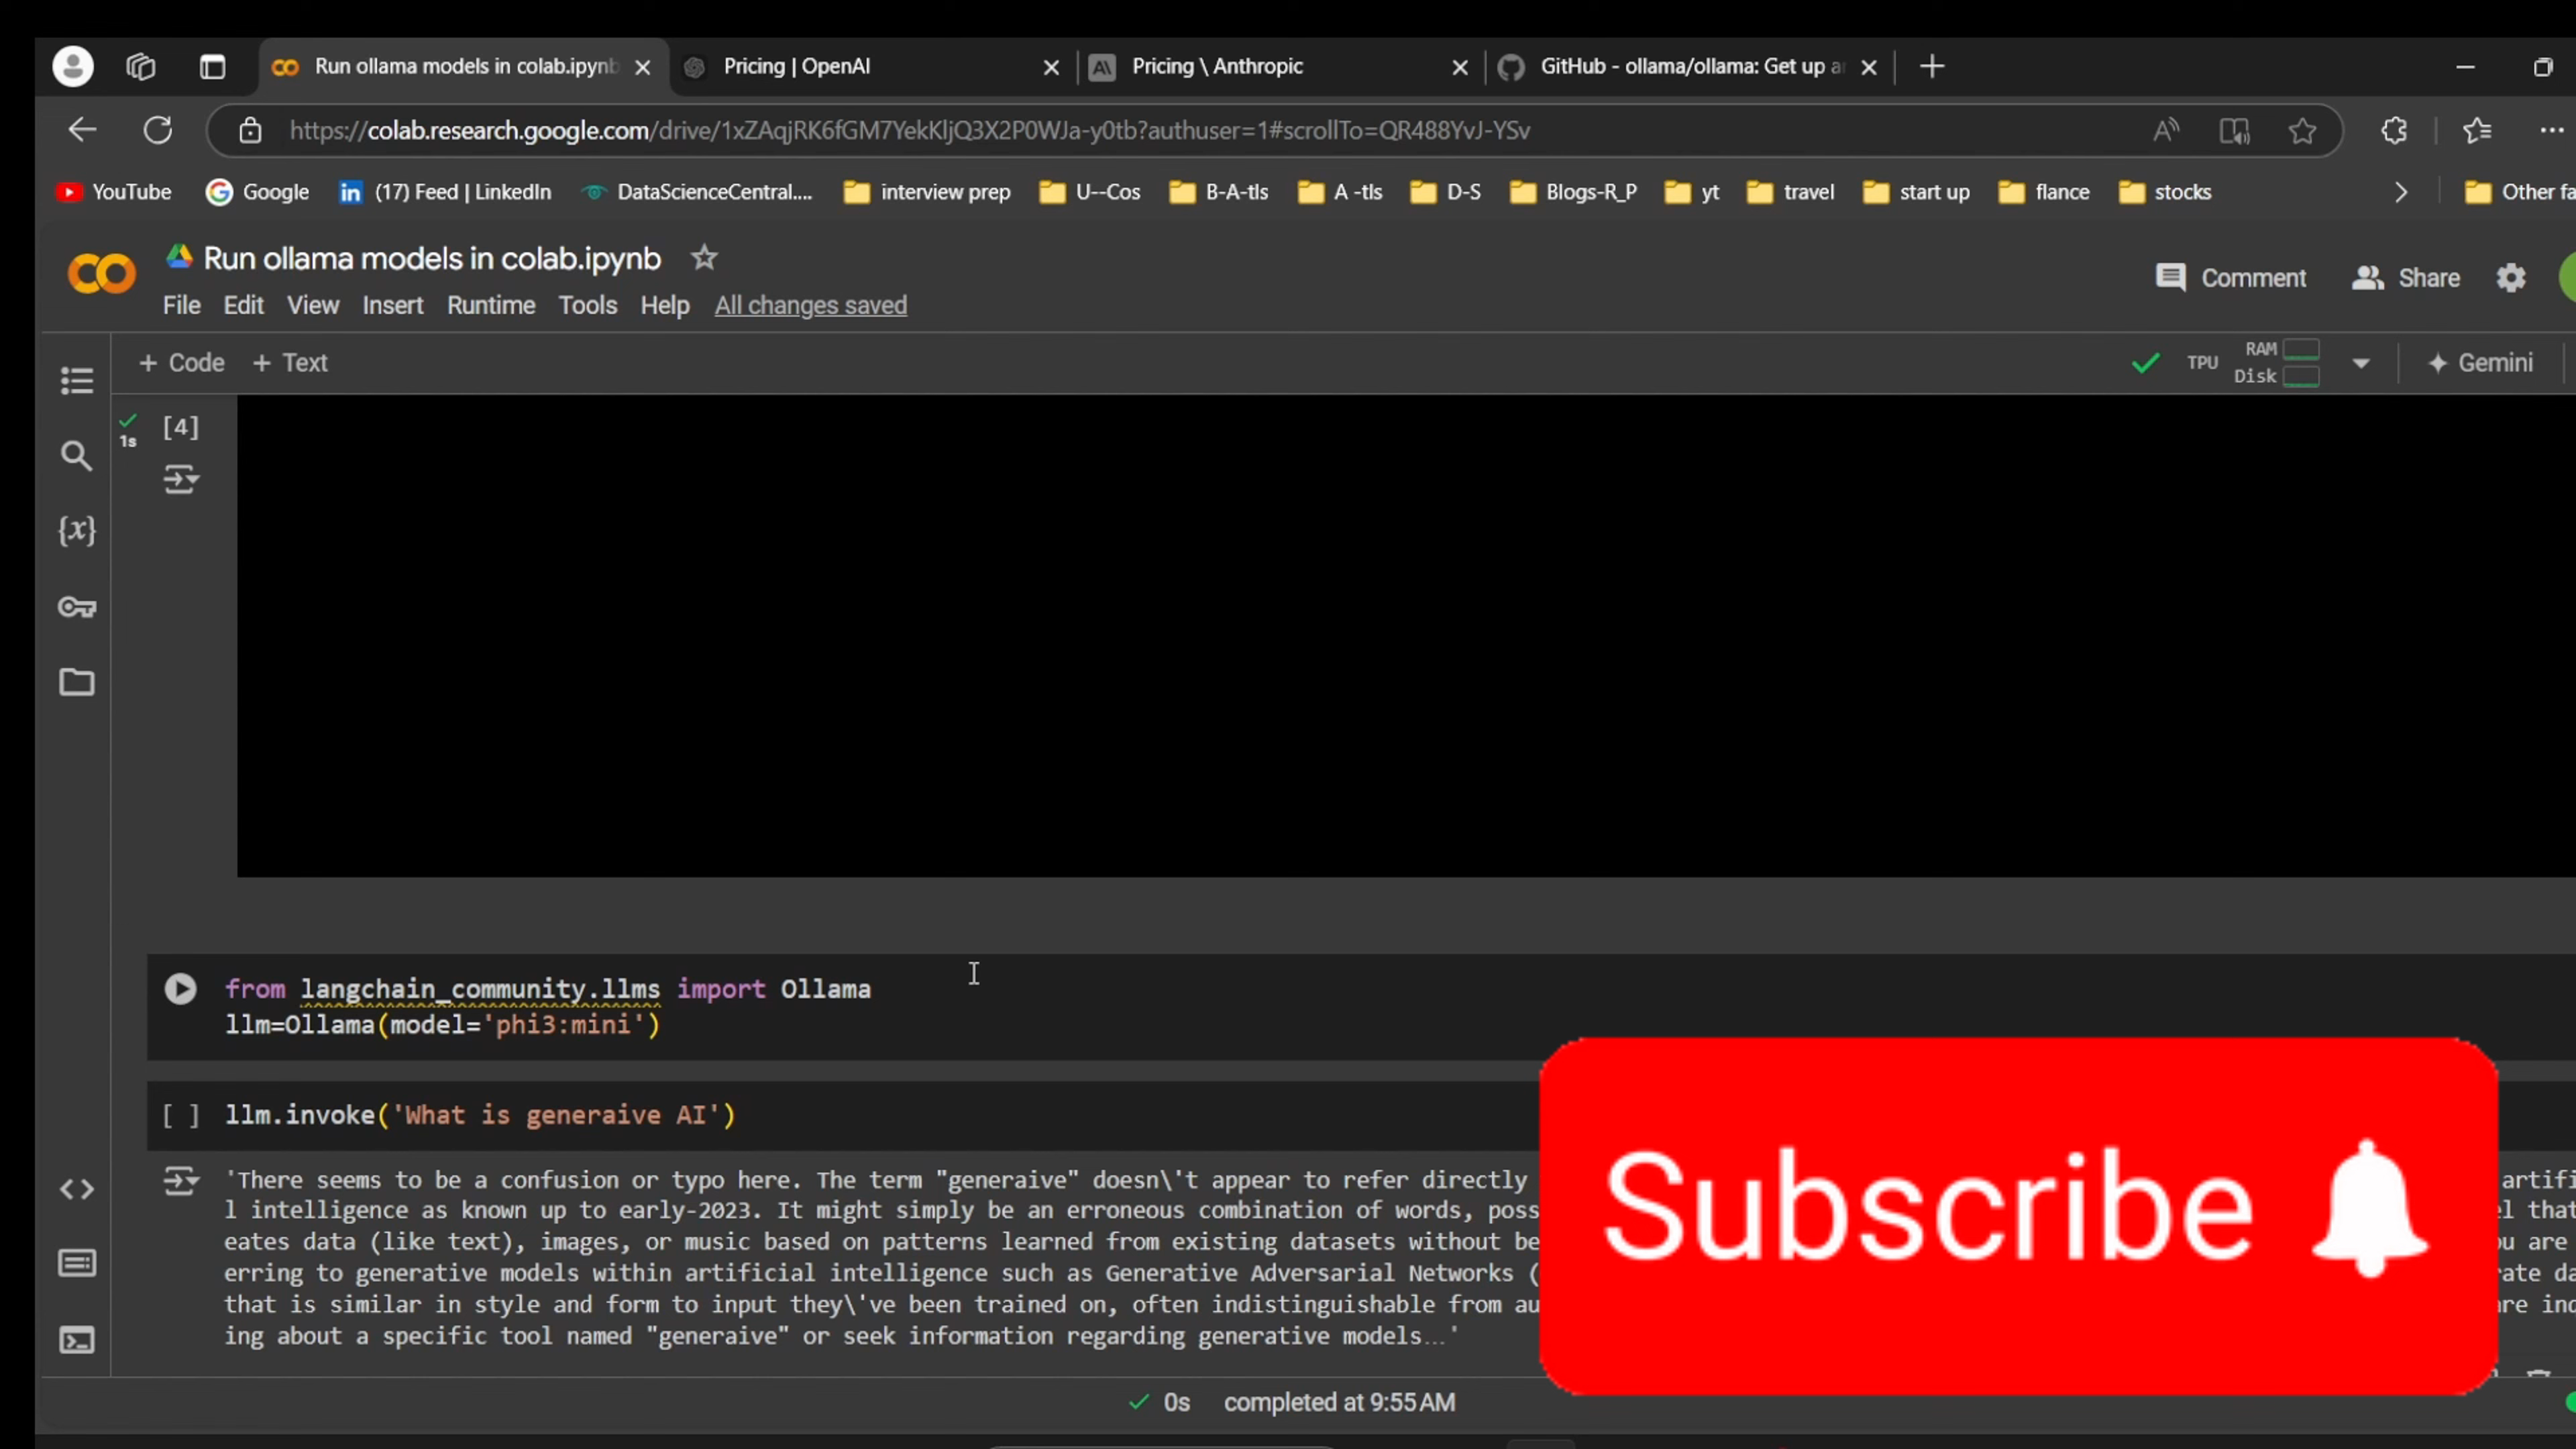 Run ollama models in colab.ipynb
Pricing | OpenAI
Pricing \ Anthropic
GitHub - ollama/ollama: Get up
https://colab.research.google.com/drive/1xZAqjRK6fGM7YekKljQ3X2P0WJa-y0tb?authuser=1#scrollTo=QR488YvJ-YSv
YouTube
Google
(17) Feed | LinkedIn
DataScienceCentral....
interview prep
U--Cos
B-A-tls
A -tls
D-S
Blogs-R_P
yt
travel
start up
flance
stocks
Other
Run ollama models in colab.ipynb
Comment
Share
File Edit View Insert Runtime Tools Help All changes saved
+ Code + Text
TPU
RAM
Disk
Gemini
[4]
1s
from langchain_community.llms import Ollama
llm=Ollama(model='phi3:mini')
[ ] llm.invoke('What is generaive AI')
'There seems to be a confusion or typo here. The term "generaive" doesn\'t appear to refer directly
l intelligence as known up to early-2023. It might simply be an erroneous combination of words, that
eates data (like text), images, or music based on patterns learned from existing datasets without are
erring to generative models within artificial intelligence such as Generative Adversarial Networks (
that is similar in style and form to input they\'ve been trained on, often indistinguishable from
ing about a specific tool named "generaive" or seek information regarding generative models…'
Subscribe
0s completed at 9:55 AM